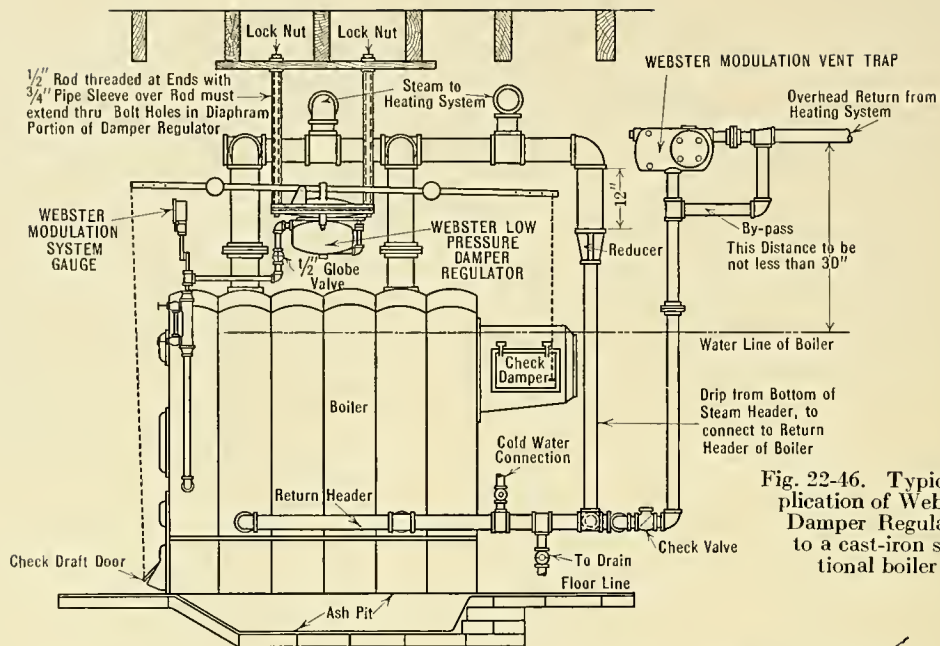 Lock Nut
Lock Nut
1/2" Rod threaded at Ends with
3/4" Pipe Sleeve over Rod must
extend thru Bolt Holes in Diaphram
Portion of Damper Regulator
Steam to
Heating System
WEBSTER MODULATION VENT TRAP
Overhead Return from
Heating System
12"
WEBSTER
MODULATION
SYSTEM
GAUGE
WEBSTER LOW
PRESSURE
DAMPER
REGULATOR
1/2" Globe
Valve
Reducer
By-pass
This Distance to be
not less than 30"
Water Line of Boiler
Check
Damper
Boiler
Drip from Bottom of
Steam Header, to
connect to Return
Header of Boiler
Cold Water
Connection
Return Header
Check Valve
To Drain
Floor Line
Check Draft Door
Ash Pit
Fig. 22-46. Typic
plication of Web
Damper Regula
to a cast-iron s
tional boiler